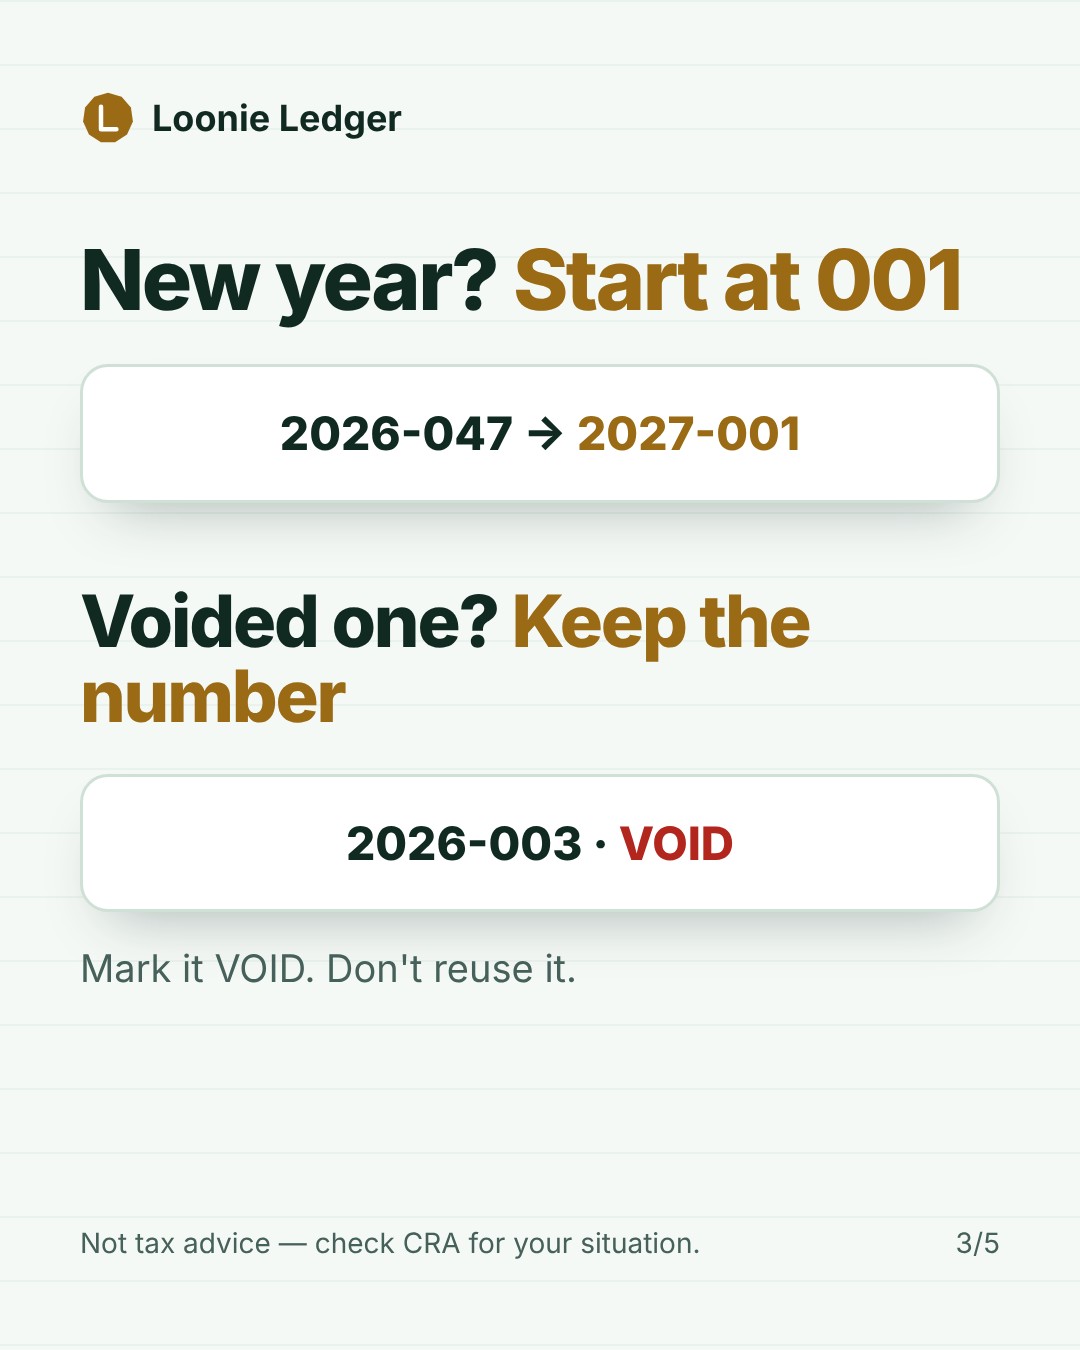 L
Loonie Ledger
New year? Start at 001
2026-047 → 2027-001
Voided one? Keep the
number
2026-003 · VOID
Mark it VOID. Don't reuse it.
Not tax advice — check CRA for your situation.
3/5